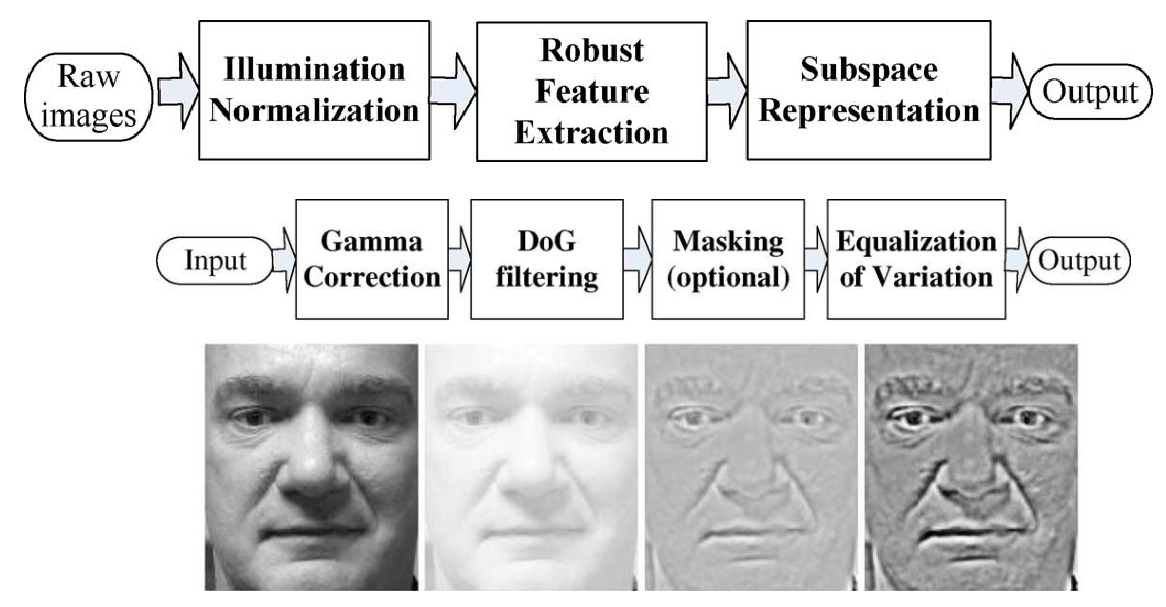 Raw
images
Illumination
Normalization
Robust
Feature
Extraction
Subspace
Representation
Output
Input
Gamma
Correction
DoG
filtering
Masking
(optional)
Equalization
of Variation
Output